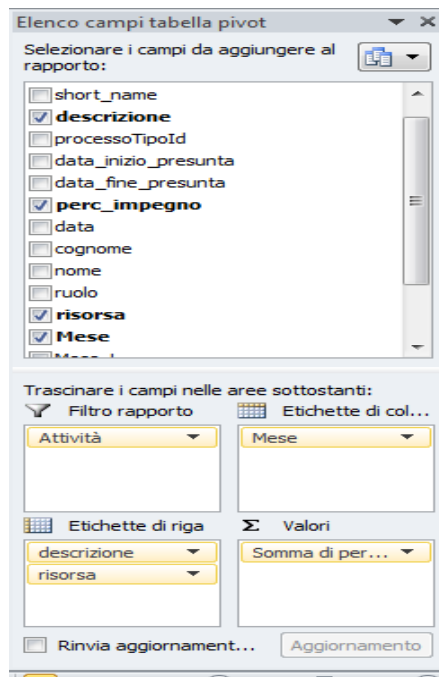 Elenco campi tabella pivot
Selezionare i campi da aggiungere al
rapporto:
short_name
descrizione
processoTipoId
data_inizio_presunta
data_fine_presunta
perc_impegno
data
cognome
nome
ruolo
risorsa
Mese
Trascinare i campi nelle aree sottostanti:
Filtro rapporto
Etichette di col...
Attività
Mese
Etichette di riga
Σ Valori
descrizione
Somma di per...
risorsa
Rinvia aggiornament...
Aggiornamento